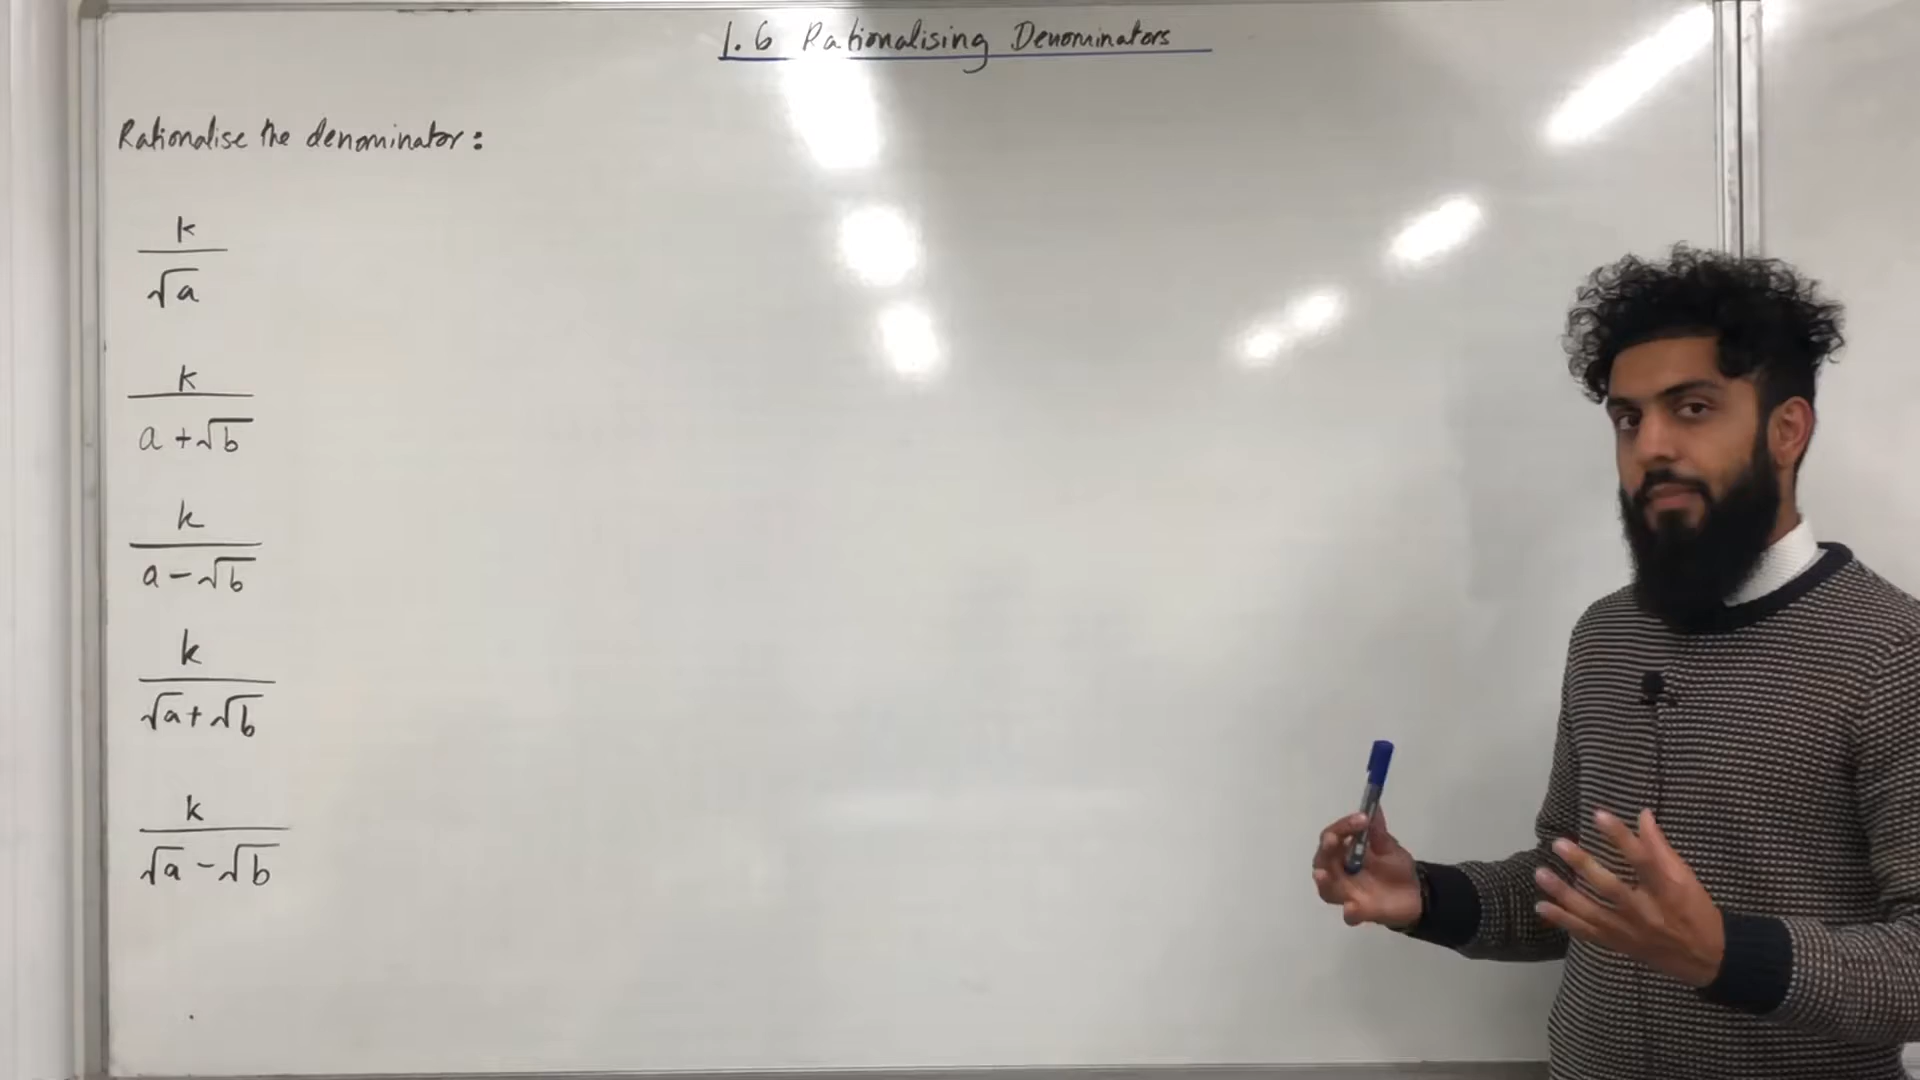 1.6 Rationalising Denominators
Rationalise the denominator:
k
√a
k
a + √b
k
a - √b
k
√a + √b
k
√a - √b